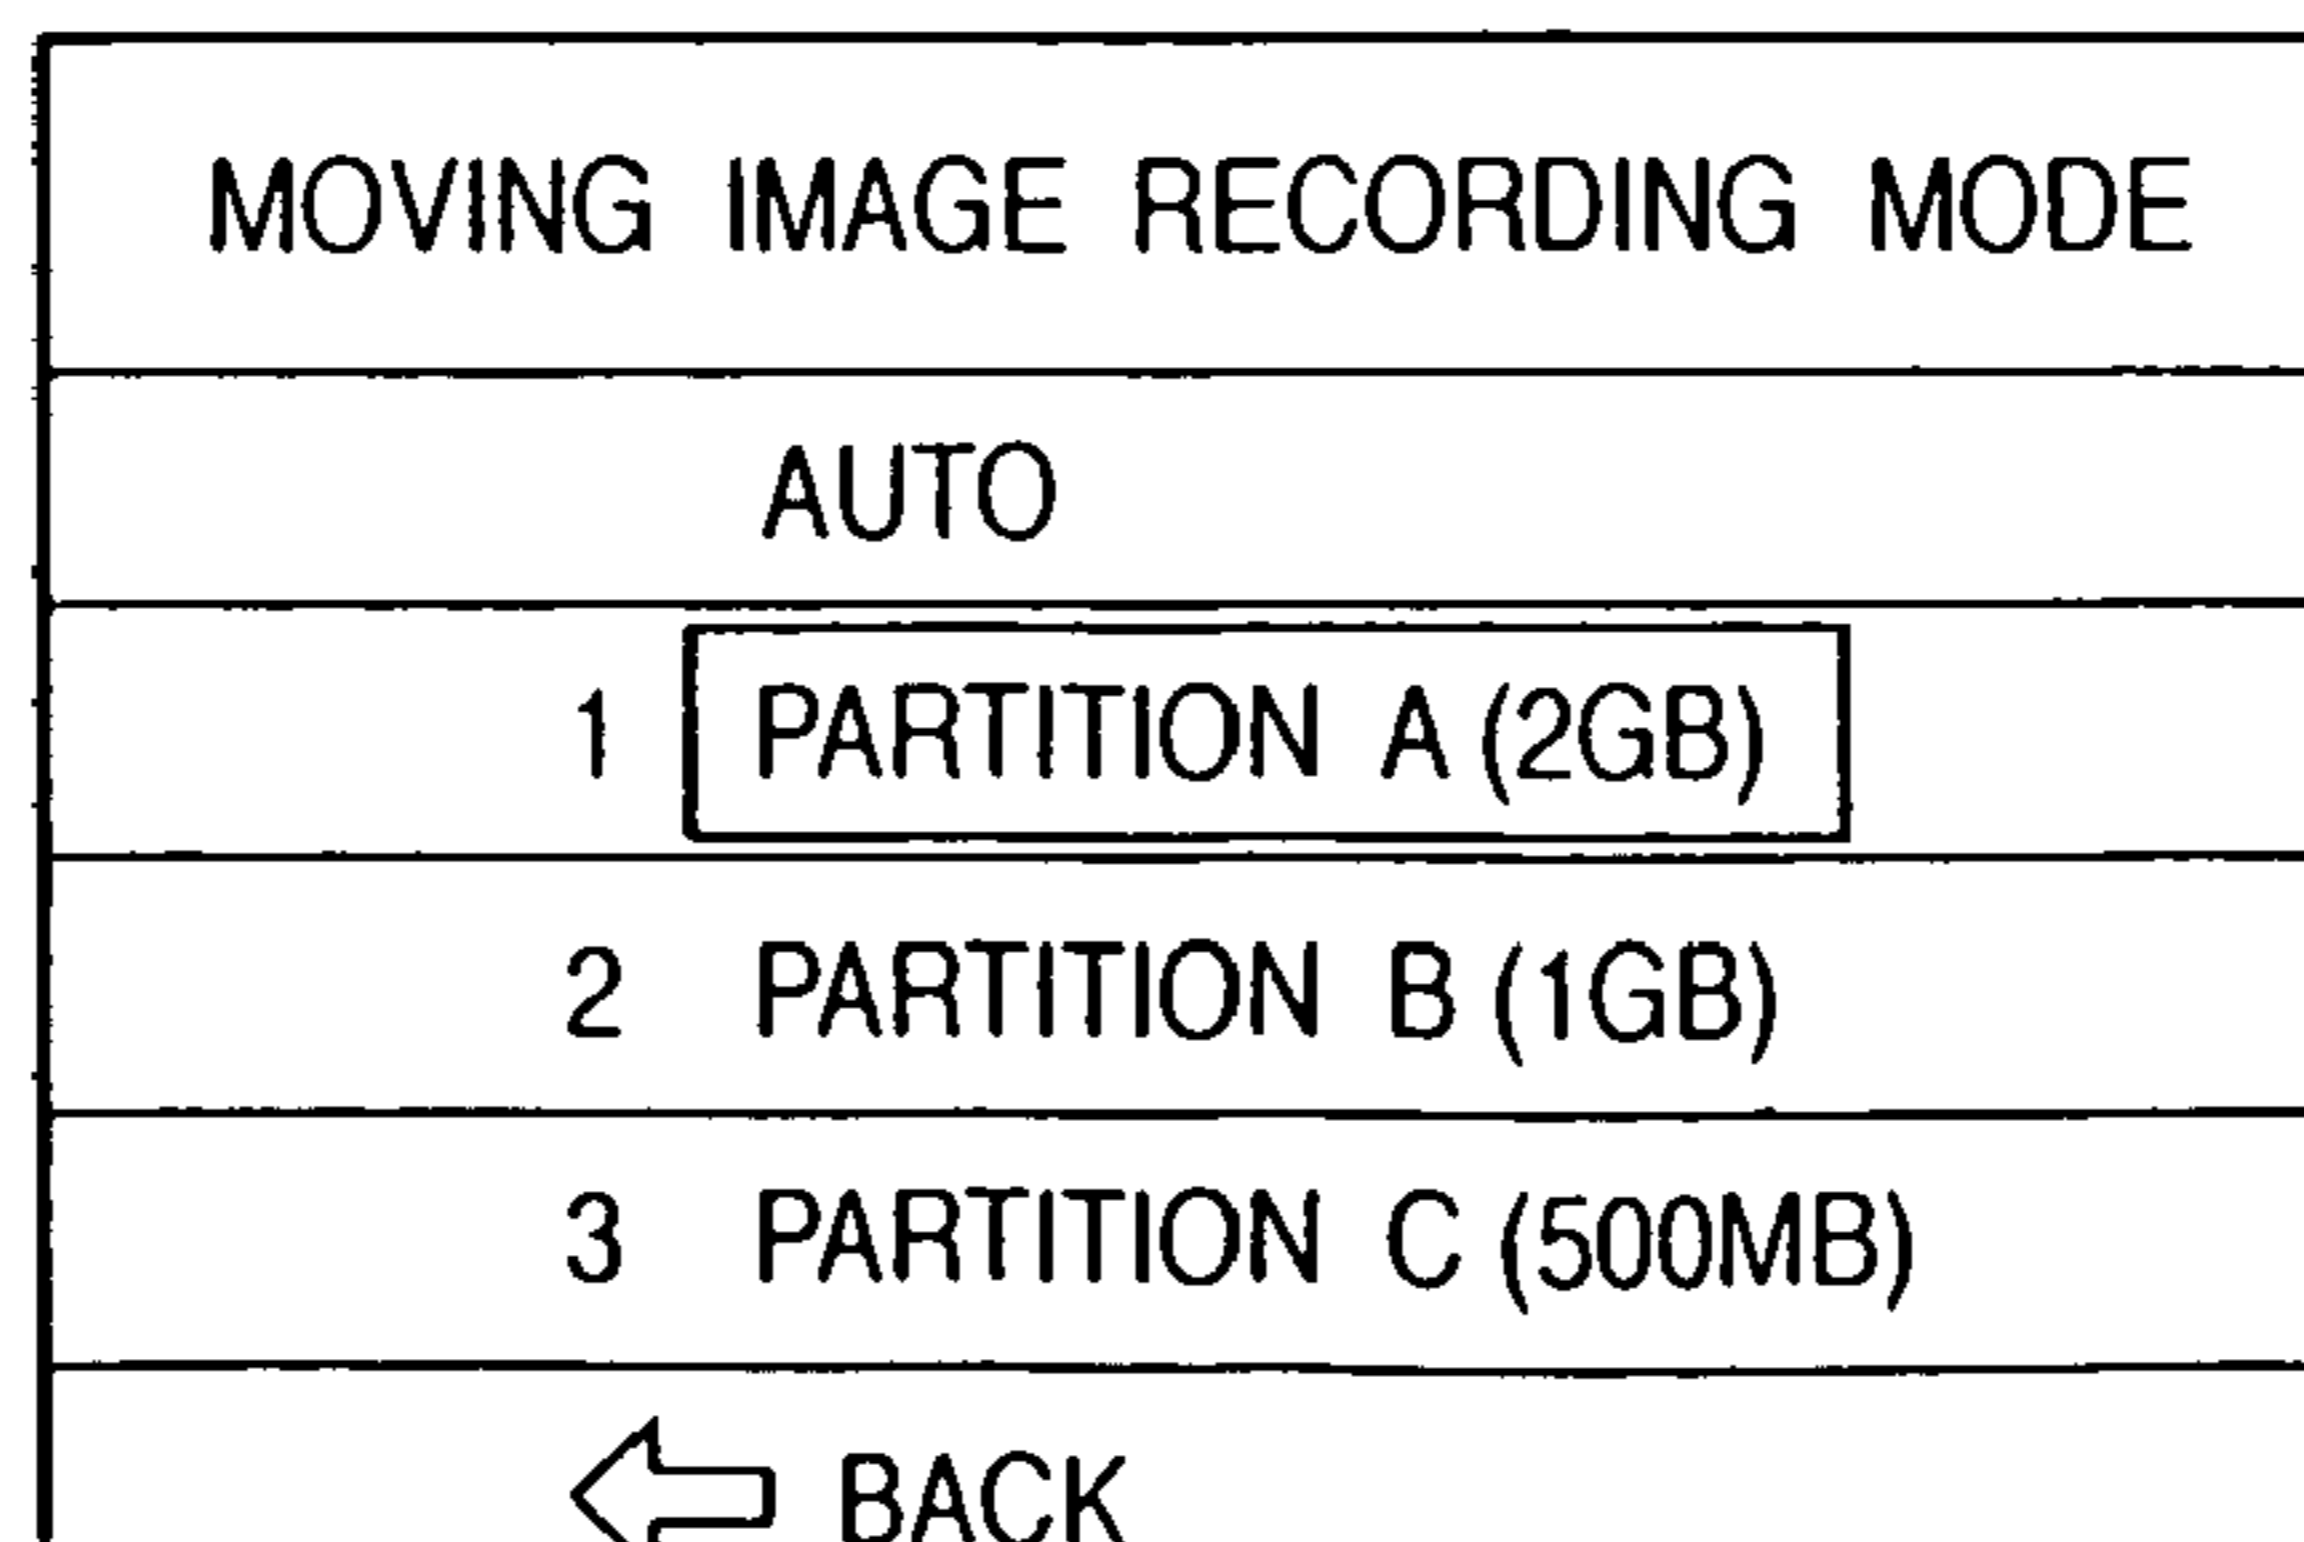 MOVING IMAGE RECORDING MODE
AUTO
1 PARTITION A (2GB)
2 PARTITION B (1GB)
3 PARTITION C (500MB)
BACK